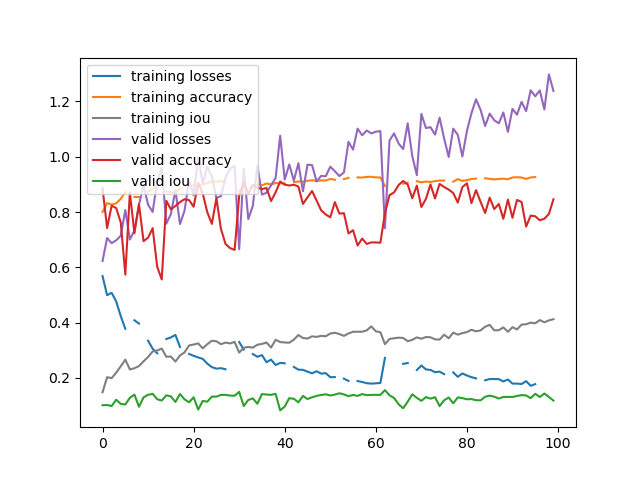 training losses
training accuracy
training iou
valid losses
valid accuracy
valid iou
1.2
1.0
0.8
0.6
0.4
0.2
0 20 40 60 80 100